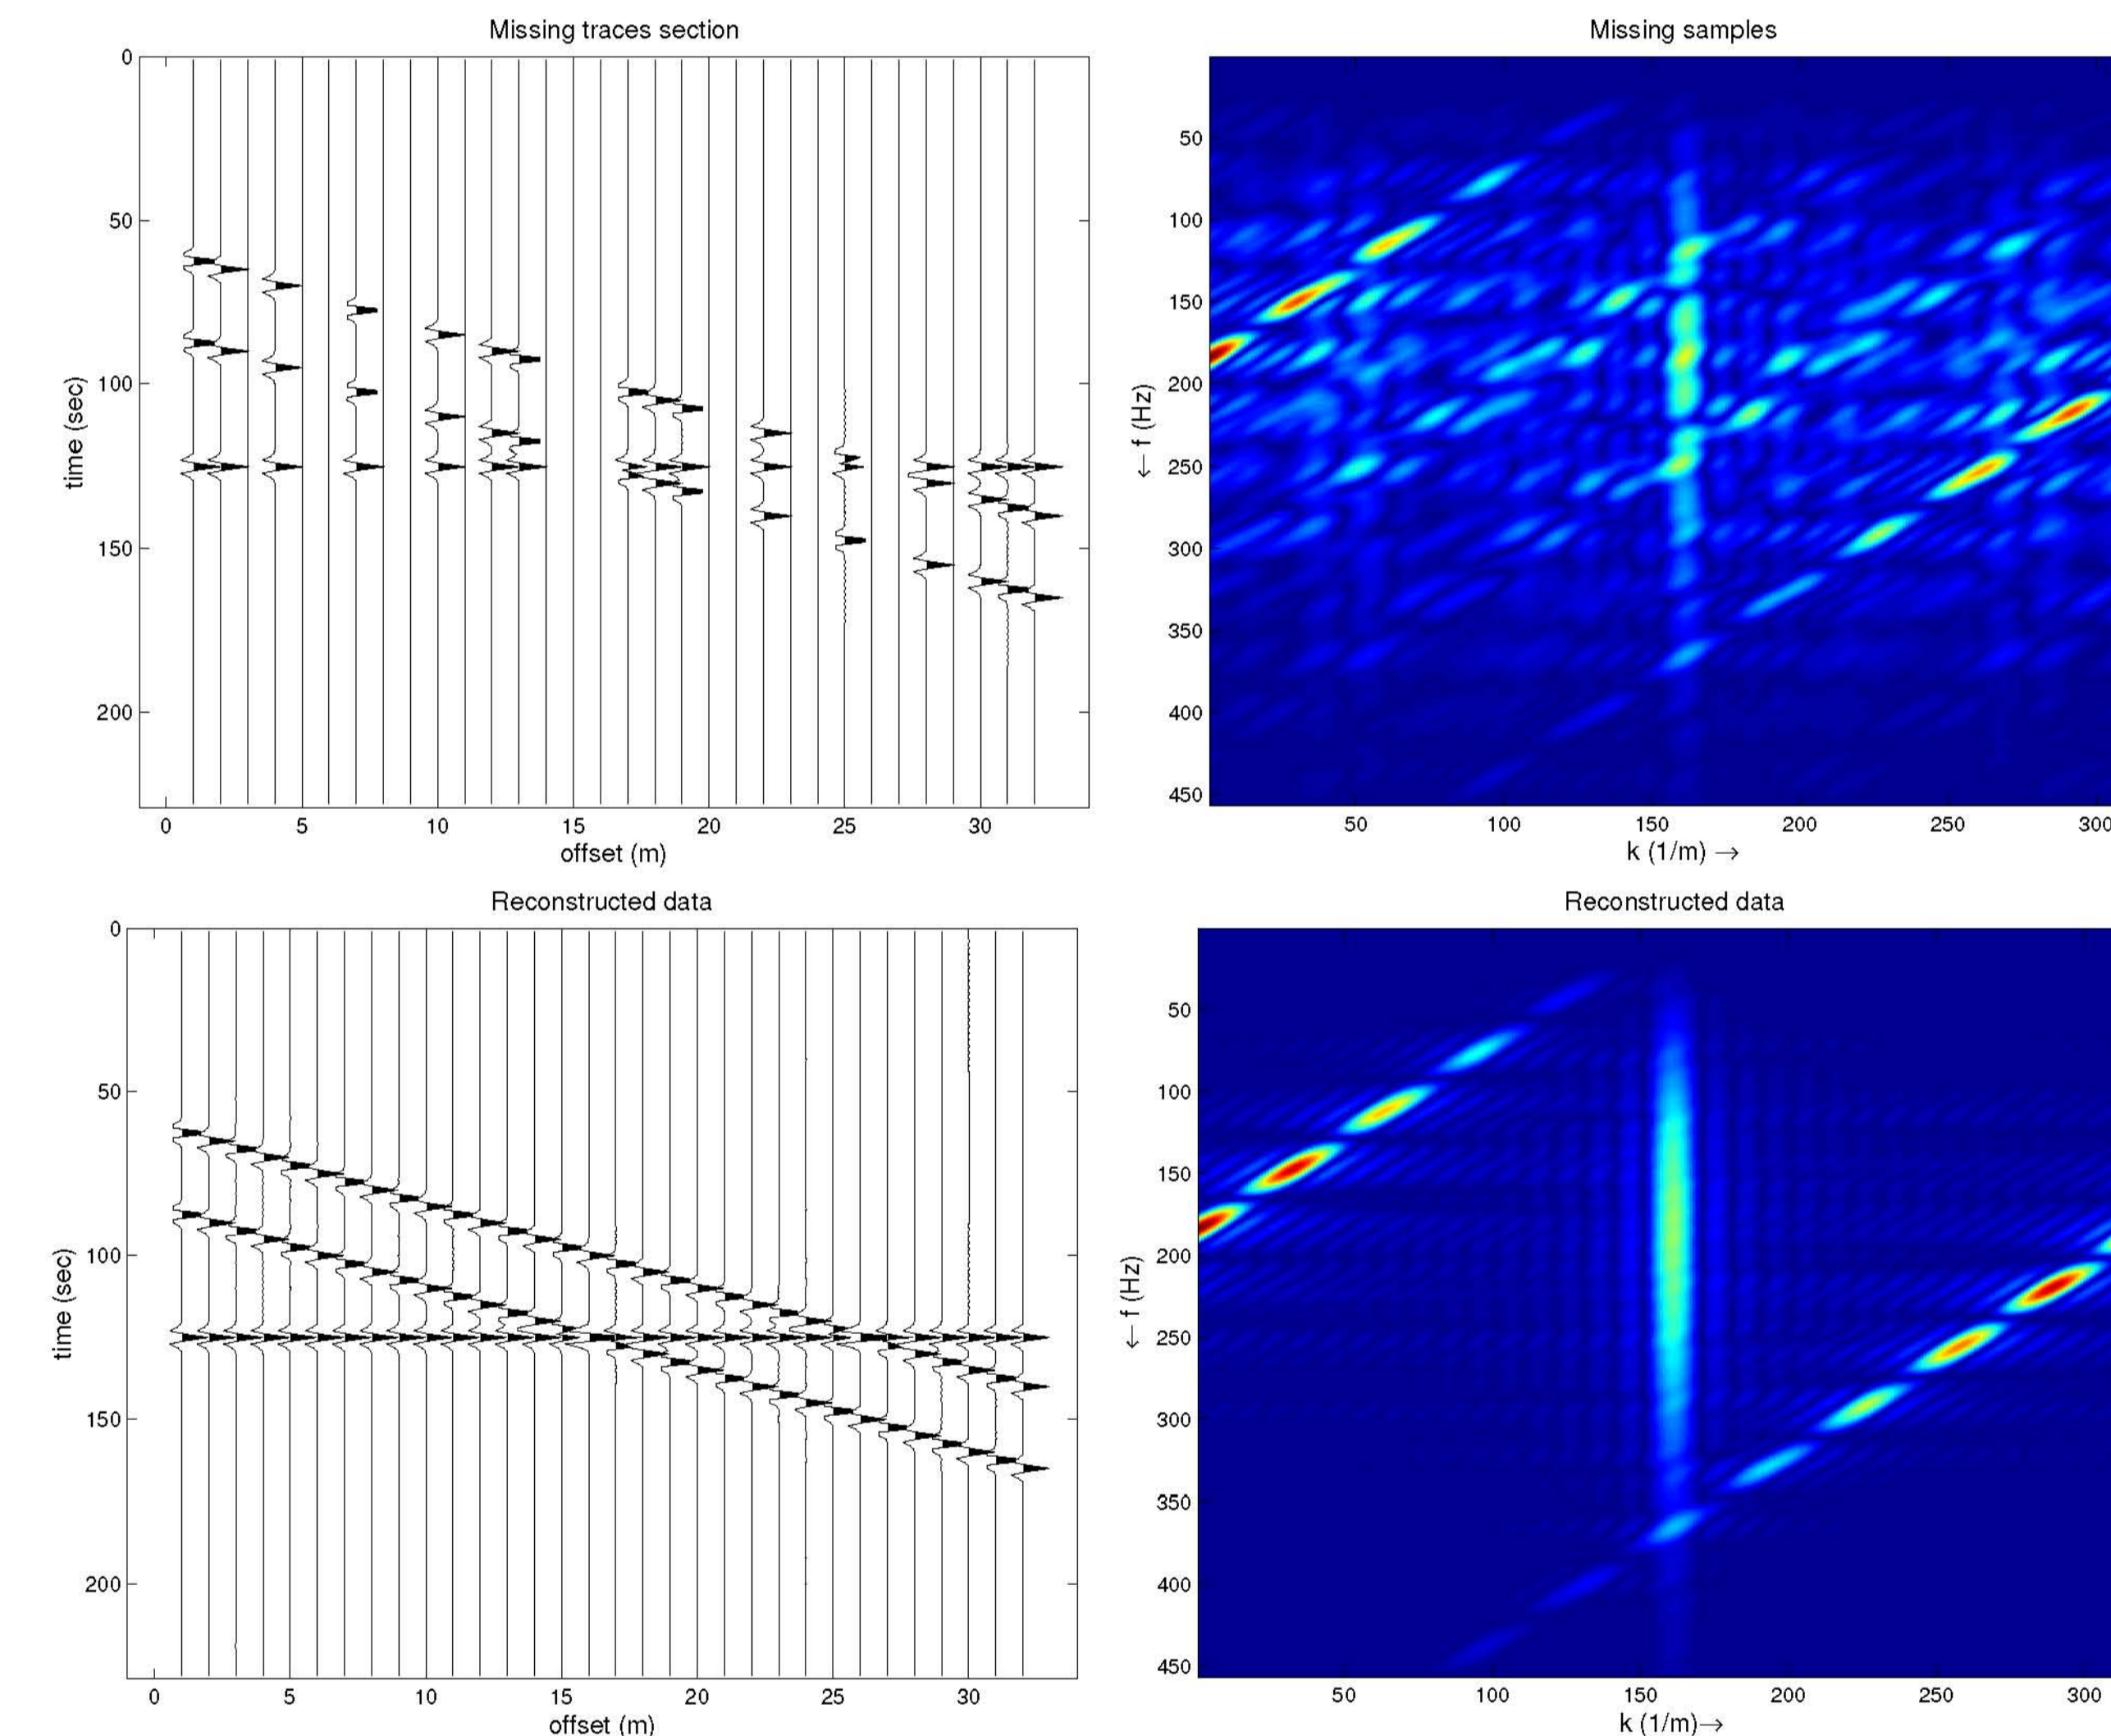 Missing traces section
0
50
100
150
200
time (sec)
0 5 10 15 20 25 30
offset (m)
Missing samples
50
100
150
200
250
300
350
400
450
← f (Hz)
50 100 150 200 250 300
k (1/m) →
Reconstructed data
0
50
100
150
200
time (sec)
0 5 10 15 20 25 30
offset (m)
Reconstructed data
50
100
150
200
250
300
350
400
450
← f (Hz)
50 100 150 200 250 300
k (1/m)→